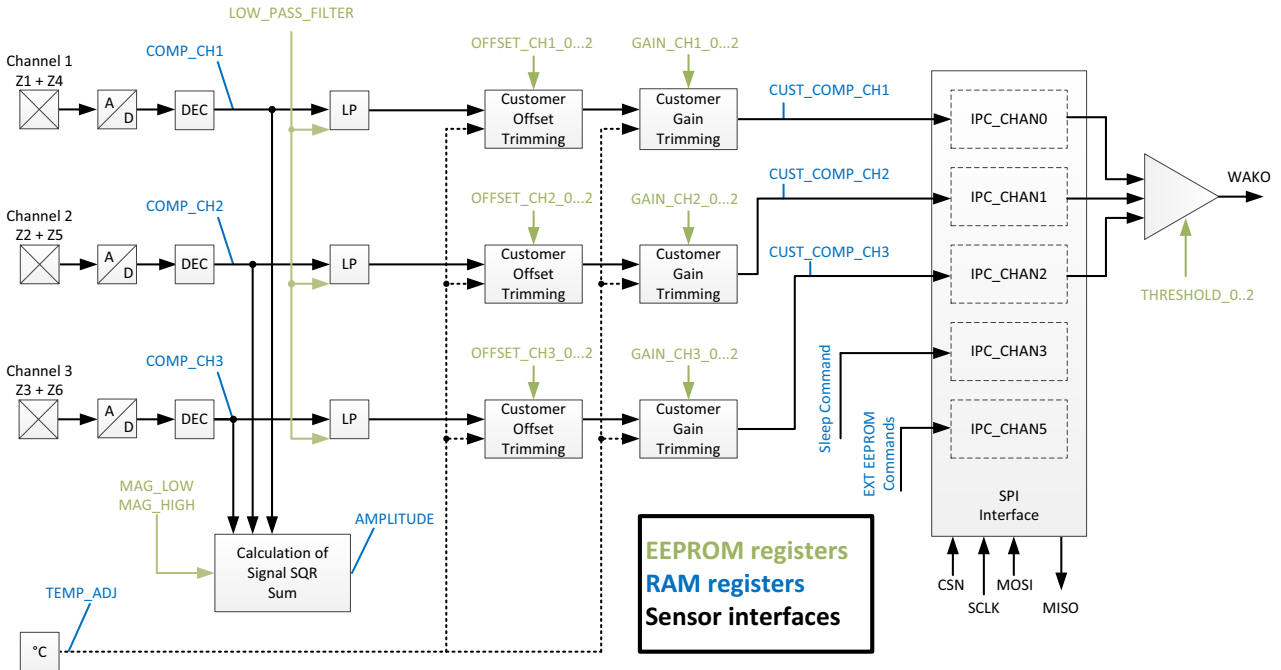 LOW_PASS_FILTER
OFFSET_CH1_0...2
GAIN_CH1_0...2
COMP_CH1
Channel 1
Z1 + Z4
A
D
DEC
LP
Customer
Offset
Trimming
Customer
Gain
Trimming
CUST_COMP_CH1
IPC_CHAN0
WAKO
COMP_CH2
OFFSET_CH2_0...2
GAIN_CH2_0...2
CUST_COMP_CH2
IPC_CHAN1
Channel 2
Z2 + Z5
A
D
DEC
LP
Customer
Offset
Trimming
Customer
Gain
Trimming
CUST_COMP_CH3
IPC_CHAN2
THRESHOLD_0..2
COMP_CH3
OFFSET_CH3_0...2
GAIN_CH3_0...2
Sleep Command
IPC_CHAN3
Channel 3
Z3 + Z6
A
D
DEC
LP
Customer
Offset
Trimming
Customer
Gain
Trimming
EXT EEPROM
Commands
IPC_CHAN5
SPI
Interface
MAG_LOW
MAG_HIGH
AMPLITUDE
Calculation of
Signal SQR
Sum
EEPROM registers
RAM registers
Sensor interfaces
CSN
SCLK
MOSI
MISO
TEMP_ADJ
°C